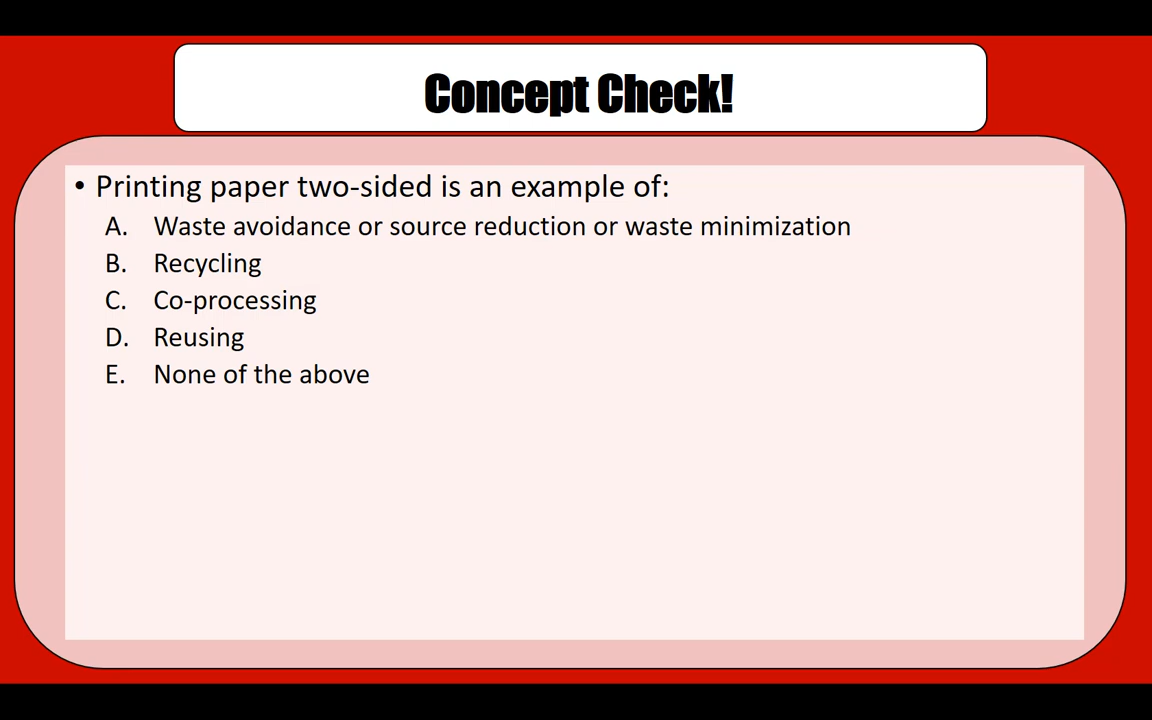 Concept Check!
• Printing paper two-sided is an example of:
A. Waste avoidance or source reduction or waste minimization
B. Recycling
C. Co-processing
D. Reusing
E. None of the above